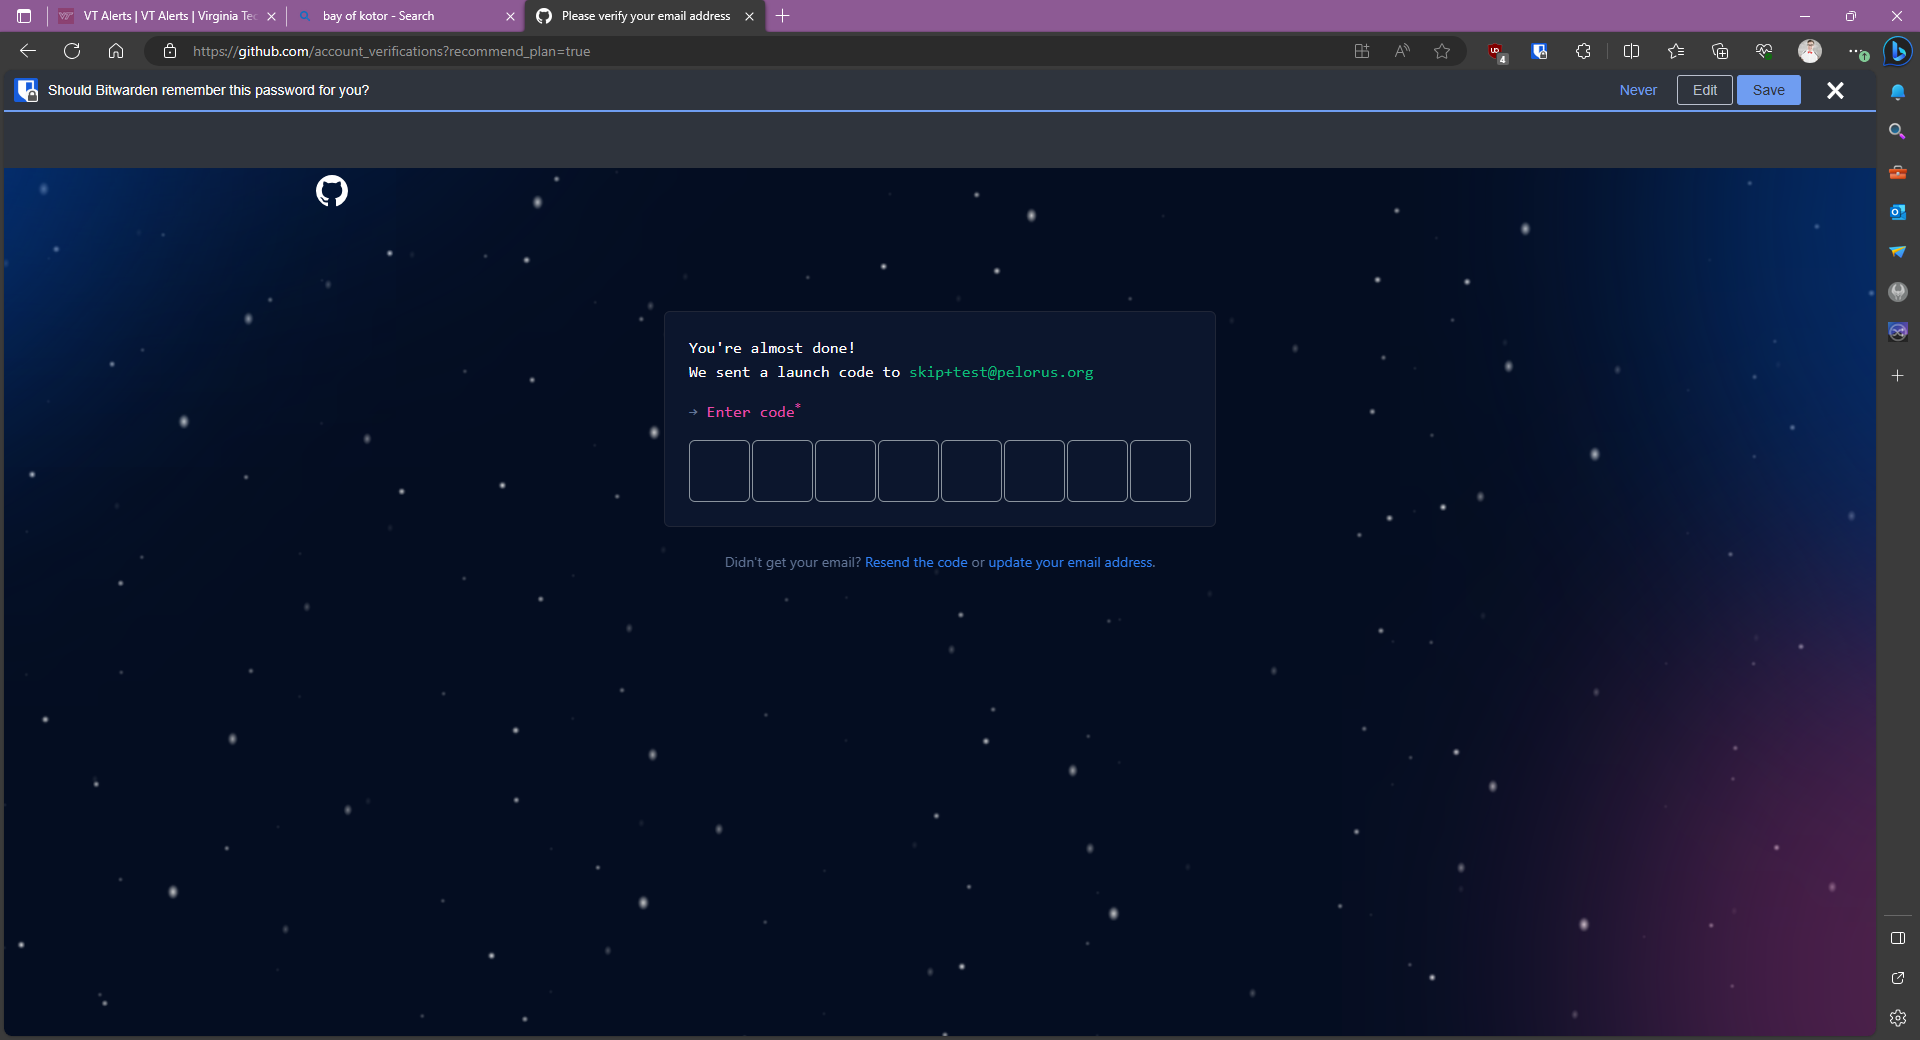 VT Alerts | VT Alerts | Virginia Tec
bay of kotor - Search
Please verify your email address
https://github.com/account_verifications?recommend_plan=true
4
1
Should Bitwarden remember this password for you?
Never
Edit
Save
You're almost done!
We sent a launch code to skip+test@pelorus.org
→ Enter code*
Didn't get your email? Resend the code or update your email address.